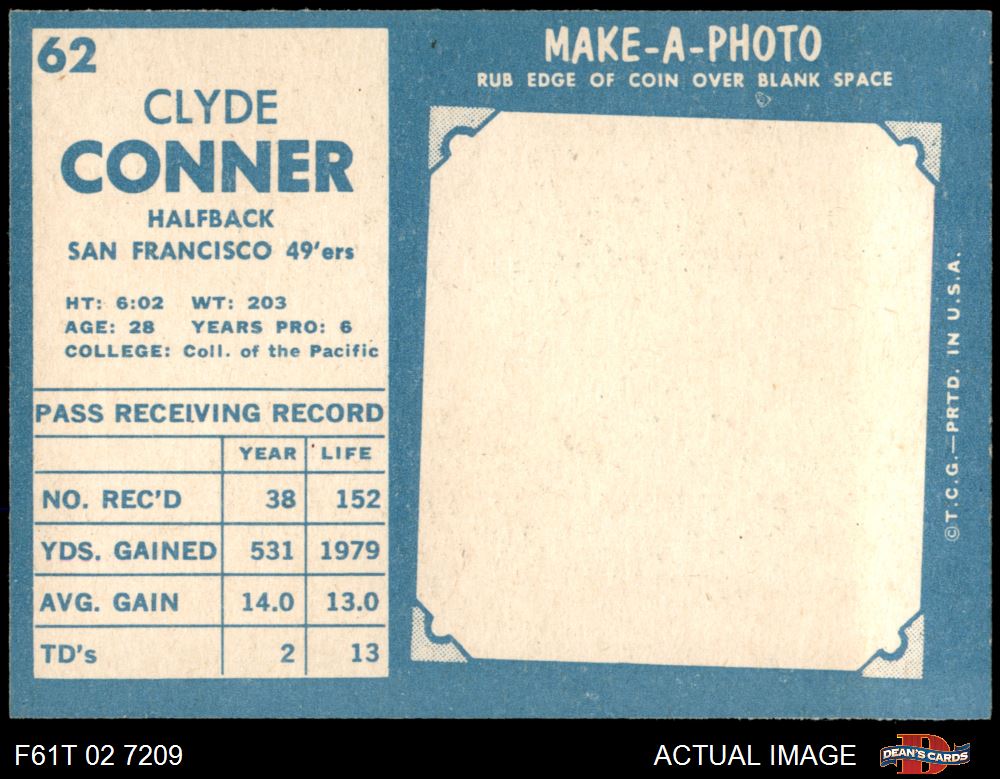 62
CLYDE
CONNER
HALFBACK
SAN FRANCISCO 49'ers
HT: 6:02 WT: 203
AGE: 28 YEARS PRO: 6
COLLEGE: Coll. of the Pacific
PASS RECEIVING RECORD
YEAR LIFE
NO. REC'D 38 152
YDS. GAINED 531 1979
AVG. GAIN 14.0 13.0
TD's 2 13
MAKE-A-PHOTO
RUB EDGE OF COIN OVER BLANK SPACE
©T.C.G.—PRTD. IN U.S.A.
F61T 02 7209
ACTUAL IMAGE
D
DEAN'S CARDS